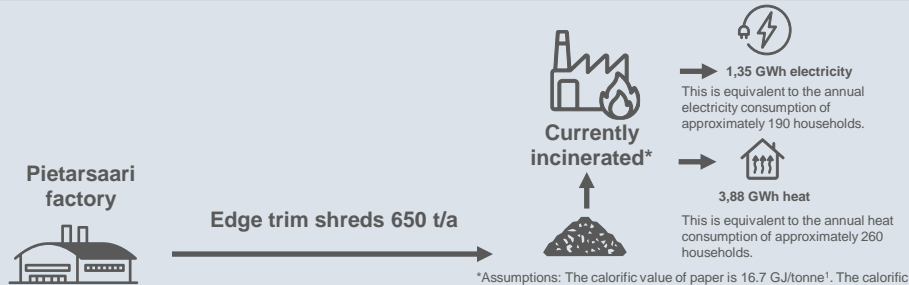 1,35 GWh electricity
This is equivalent to the annual
electricity consumption of
approximately 190 households.
Currently
incinerated*
3,88 GWh heat
This is equivalent to the annual heat
consumption of approximately 260
households.
Pietarsaari
factory
Edge trim shreds 650 t/a
*Assumptions: The calorific value of paper is 16.7 GJ/tonne¹. The calorific